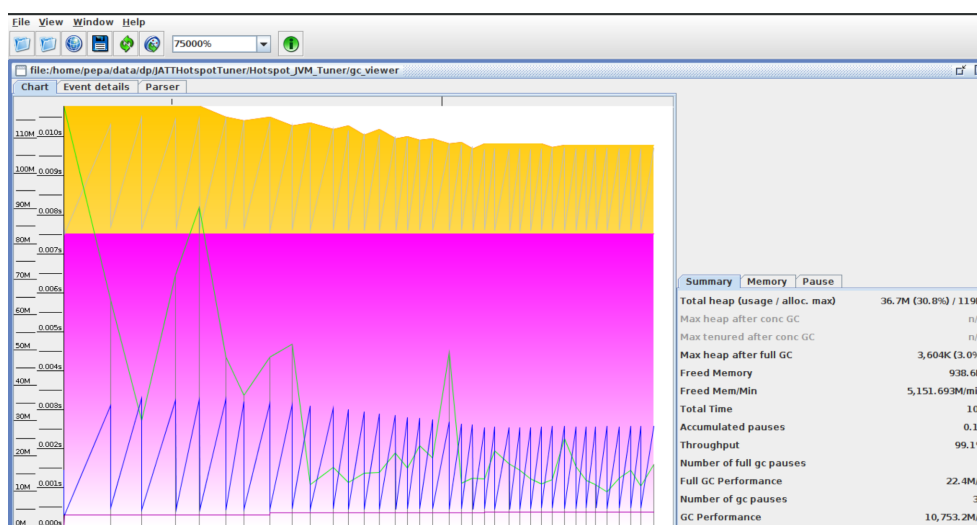 File View Window Help
75000%
file:/home/pepa/data/dp/JATTHotspotTuner/Hotspot_JVM_Tuner/gc_viewer
Chart Event details Parser
110M 0.010s
100M 0.009s
90M 0.008s
80M
0.007s
70M
0.006s
60M
0.005s
50M
0.004s
40M
0.003s
30M
0.002s
20M
0.001s
10M
0M 0.000s
Summary Memory Pause
Total heap (usage / alloc. max) 36.7M (30.8%) / 119
Max heap after conc GC n/
Max tenured after conc GC n/
Max heap after full GC 3,604K (3.0%
Freed Memory 938.6
Freed Mem/Min 5,151.693M/mi
Total Time 10
Accumulated pauses 0.1
Throughput 99.1
Number of full gc pauses
Full GC Performance 22.4M/
Number of gc pauses 3
GC Performance 10,753.2M